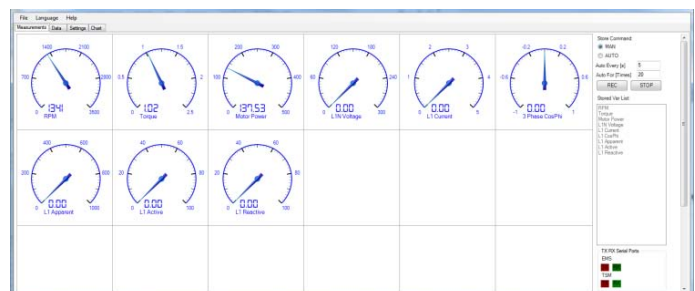 File Language Help
Measurements Data Settings Chart
1400 2100
700 2800
0 3500
1341
RPM
1 1.5
0.5 2
0
1.02
Torque
200 300
100 400
0 500
137.53
Motor Power
120 180
60 240
0 300
0.00
L1N Voltage
2 3
1 4
0 5
0.00
L1 Current
-0.2 0.2
-0.6 0.6
-1 1
0.00
3 Phase CosPhi
400 600
200 800
0 1000
0.00
L1 Apparent
40 60
20 80
0 100
0.00
L1 Active
40 60
20 80
0 100
0.00
L1 Reactive
Store Command
MAN
AUTO
Auto Every [s] 5
Auto For [Times] 20
REC STOP
Stored Var List
RPM
Torque
Motor Power
L1N Voltage
L1 Current
L1 CosPhi
L1 Apparent
L1 Active
L1 Reactive
TX RX Serial Ports
EMS
TSM